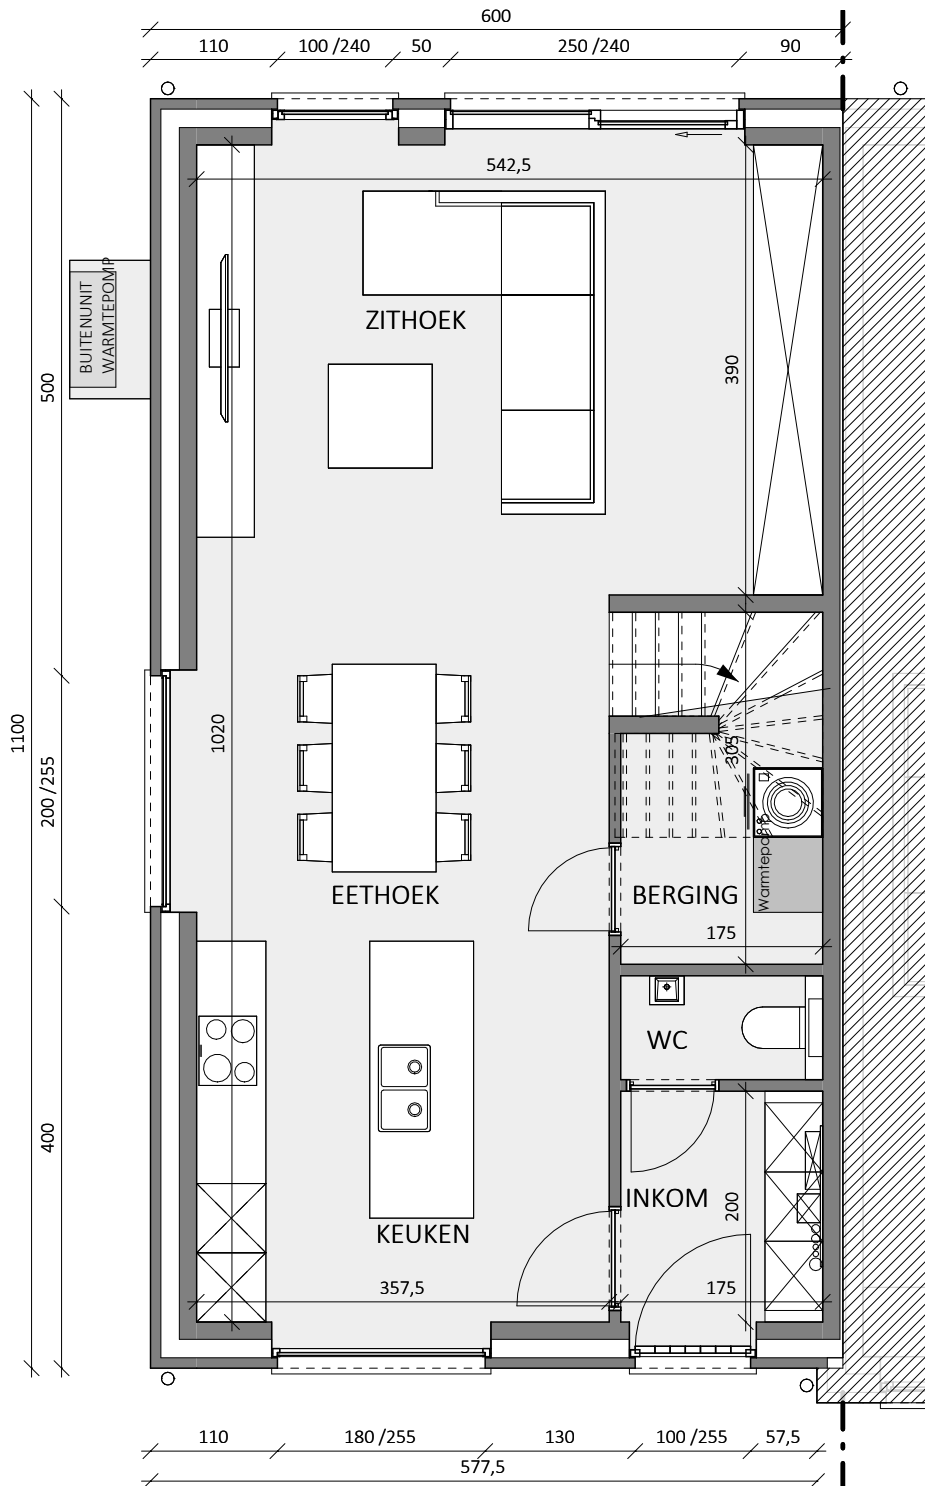 600
110
100 /240
50
250 /240
90
542,5
BUITENUNIT
WARMTEPOMP
ZITHOEK
390
500
1100
1020
200 /255
305
Warmtepomp
EETHOEK
BERGING
175
WC
400
INKOM
200
KEUKEN
357,5
175
110
180 /255
130
100 /255
57,5
577,5